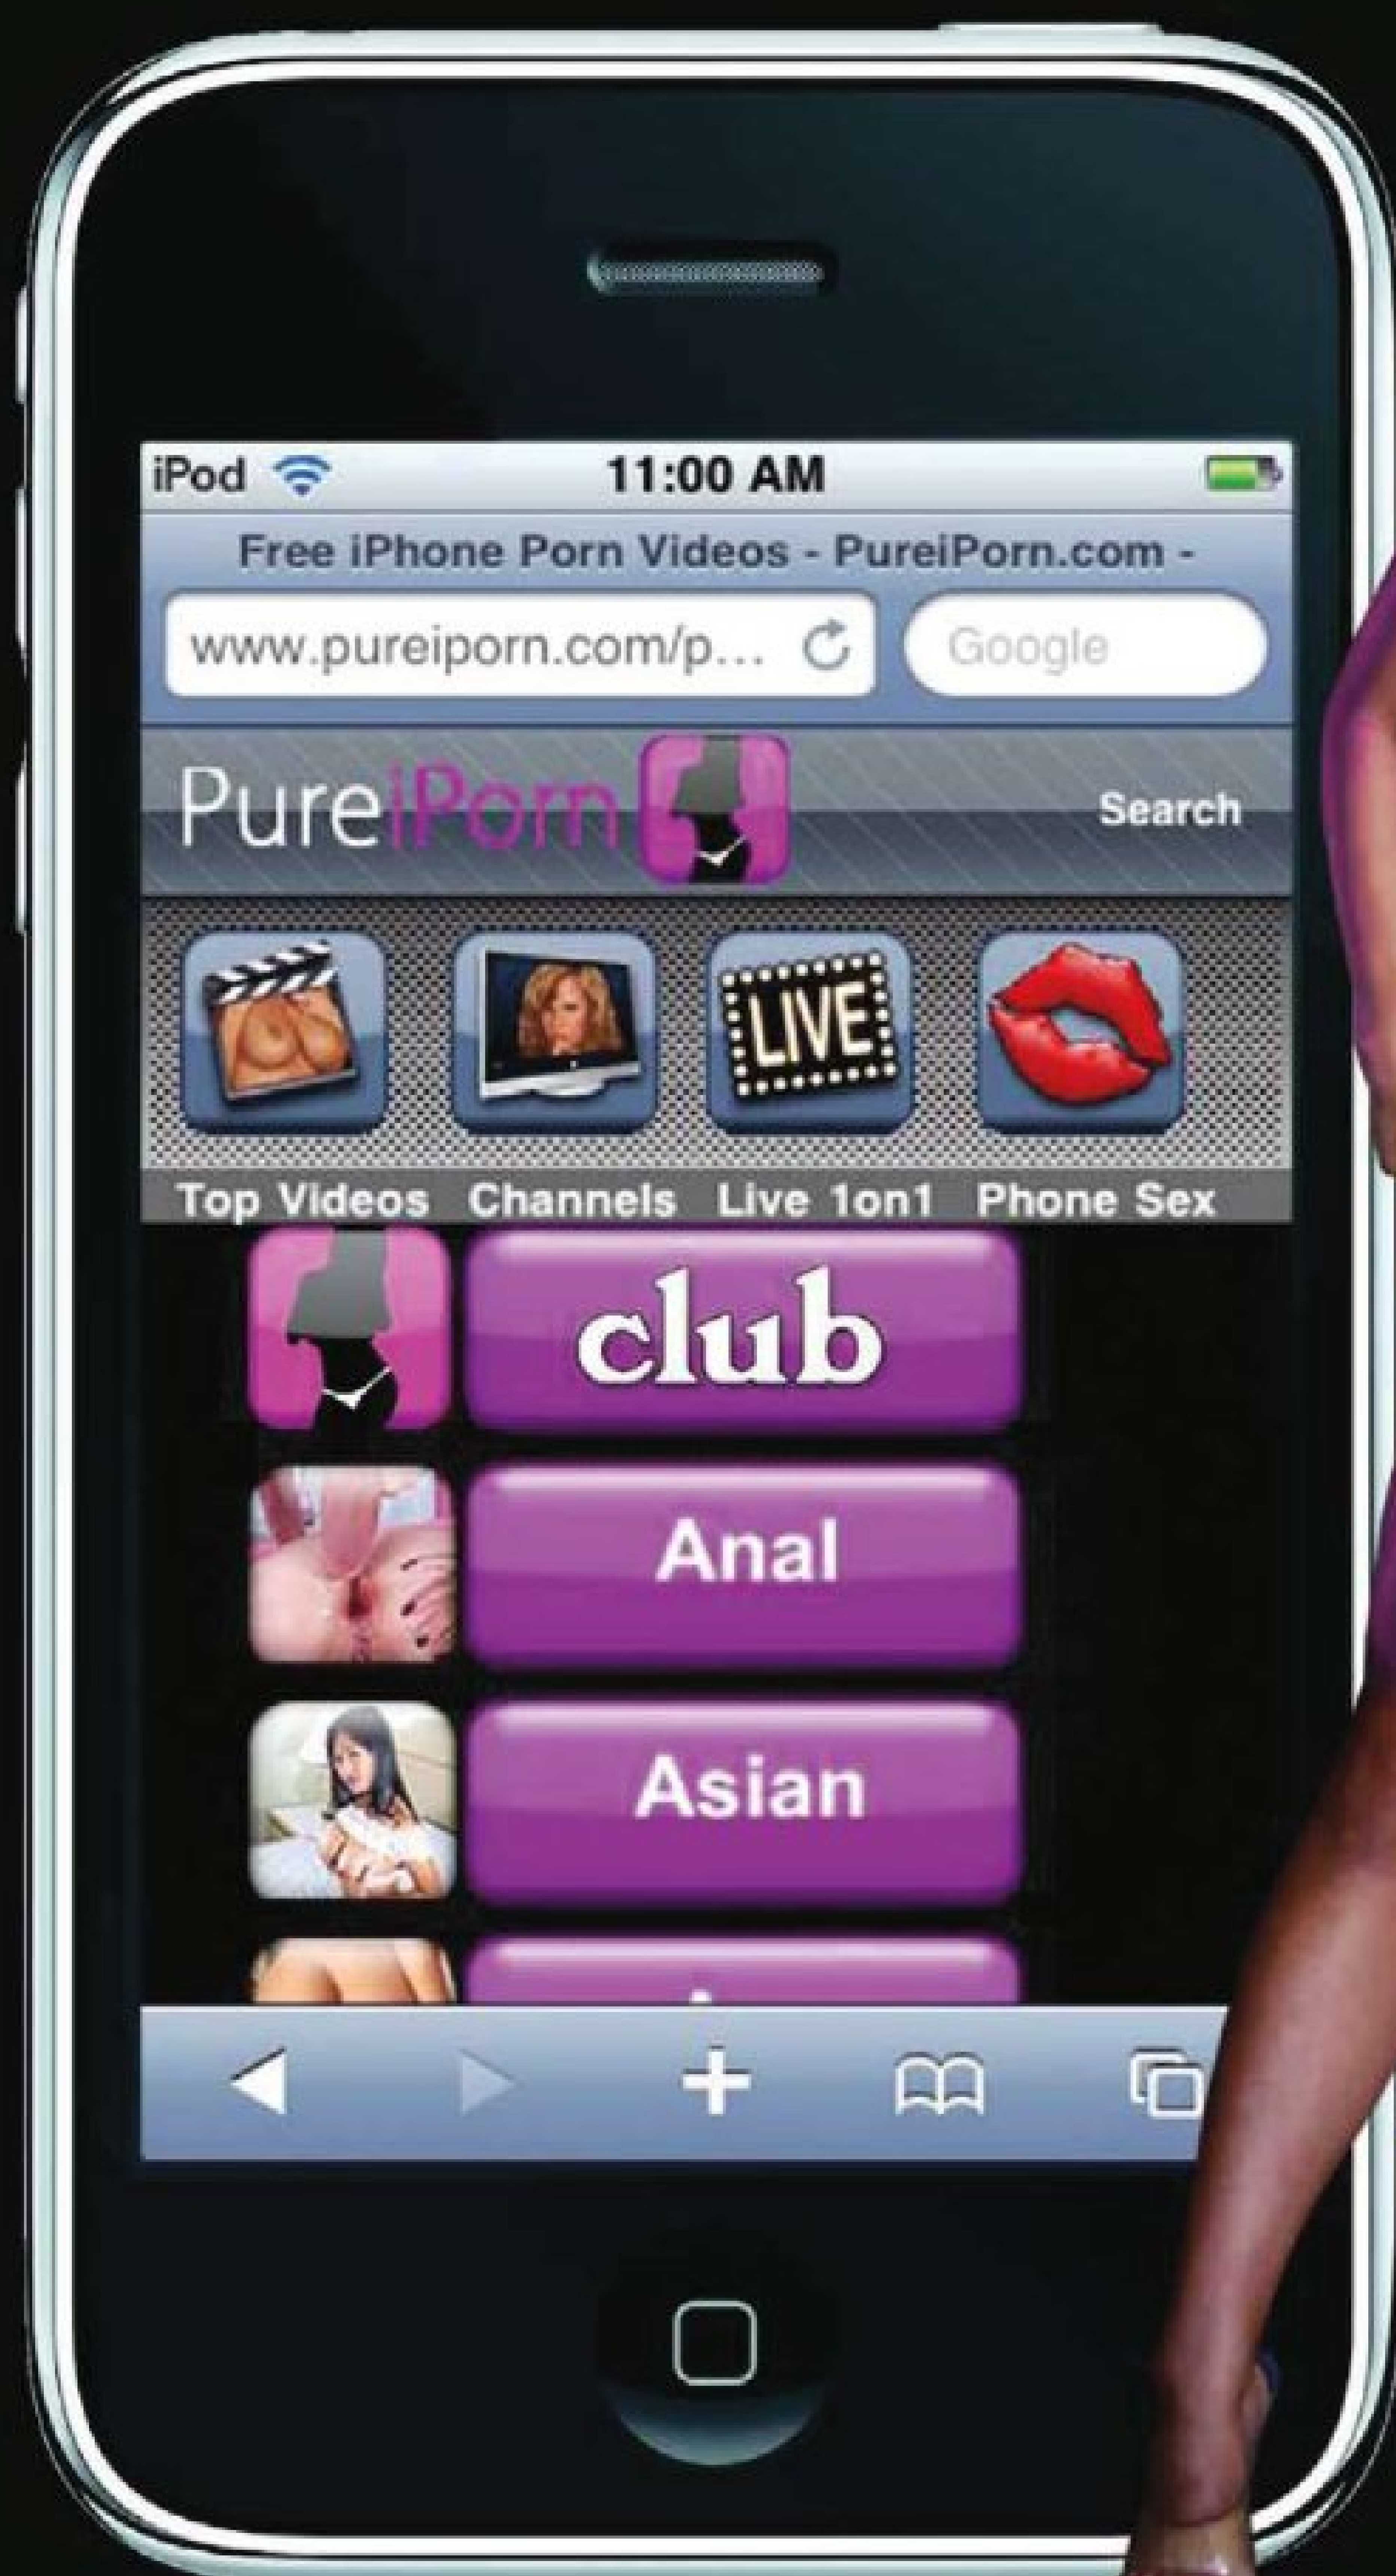 iPod 11:00 AM
Free iPhone Porn Videos - PureiPorn.com -
www.pureiporn.com/p... Google
PureiPorn Search
LIVE
Top Videos Channels Live 1on1 Phone Sex
club
Anal
Asian